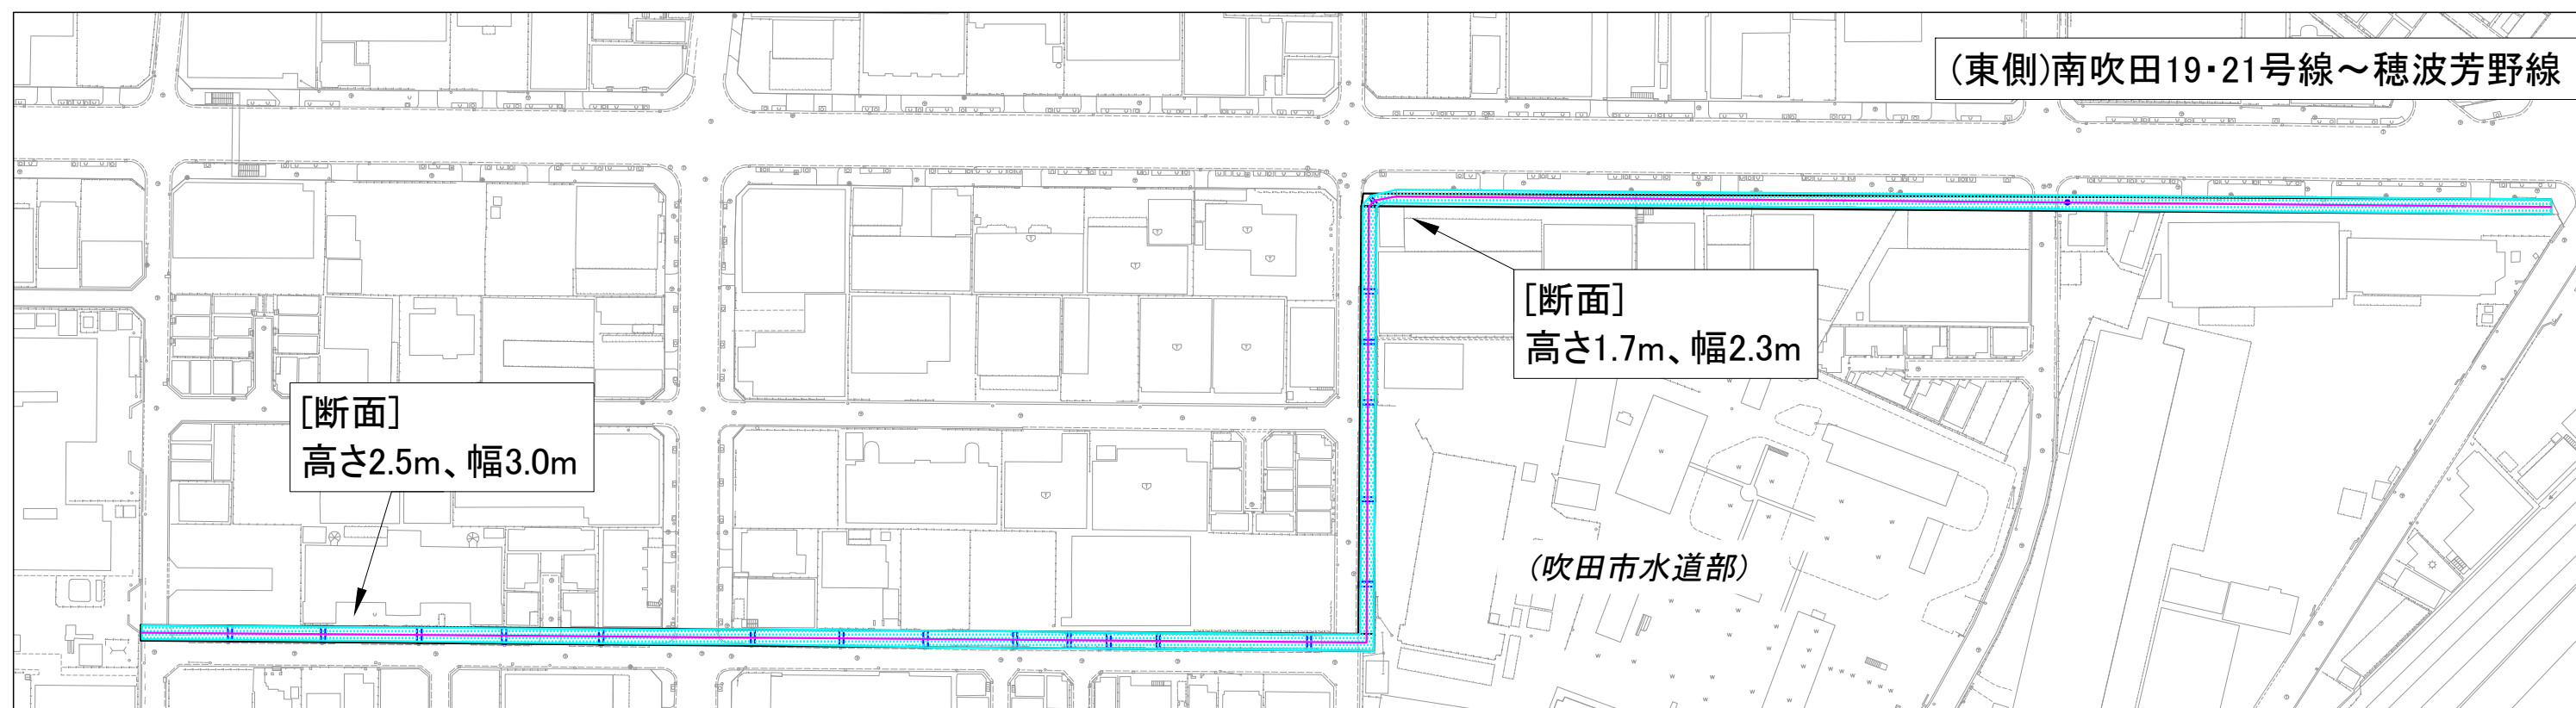 (東側)南吹田19・21号線～穂波芳野線
[断面]
高さ1.7m、幅2.3m
[断面]
高さ2.5m、幅3.0m
(吹田市水道部)